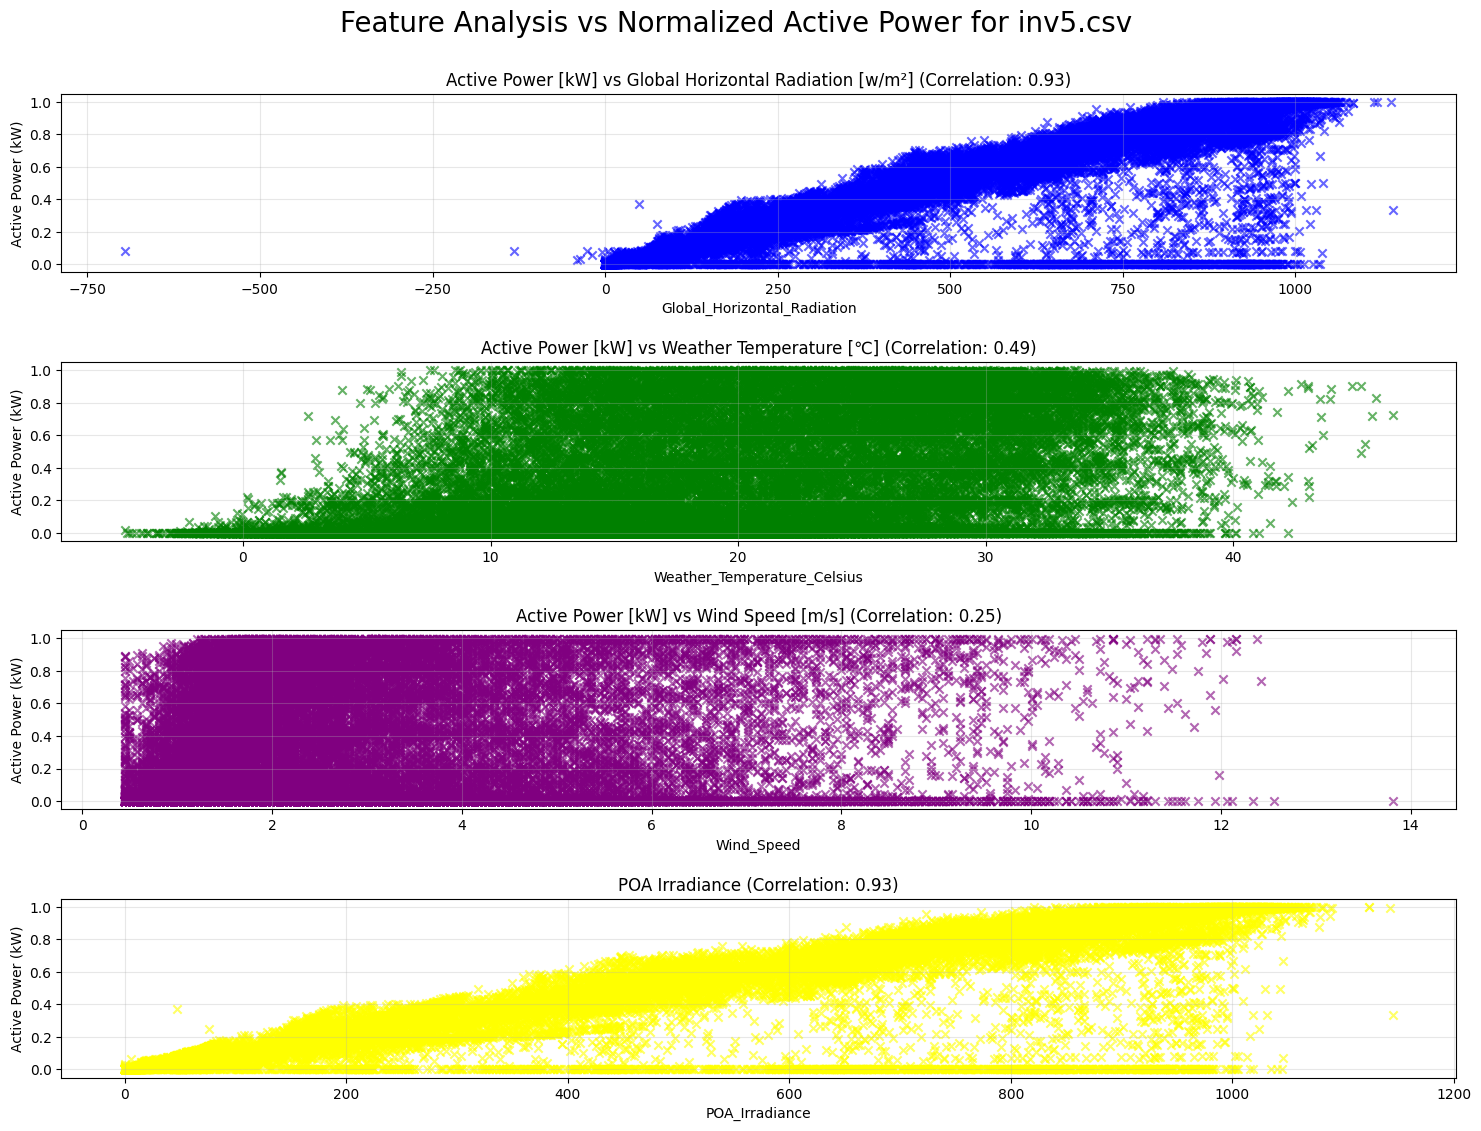 Feature Analysis vs Normalized Active Power for inv5.csv
Active Power [kW] vs Global Horizontal Radiation [w/m²] (Correlation: 0.93)
Active Power (kW)
1.0
0.8
0.6
0.4
0.2
0.0
−750 −500 −250 0 250 500 750 1000
Global_Horizontal_Radiation
Active Power [kW] vs Weather Temperature [℃] (Correlation: 0.49)
Active Power (kW)
1.0
0.8
0.6
0.4
0.2
0.0
0 10 20 30 40
Weather_Temperature_Celsius
Active Power [kW] vs Wind Speed [m/s] (Correlation: 0.25)
Active Power (kW)
1.0
0.8
0.6
0.4
0.2
0.0
0 2 4 6 8 10 12 14
Wind_Speed
POA Irradiance (Correlation: 0.93)
Active Power (kW)
1.0
0.8
0.6
0.4
0.2
0.0
0 200 400 600 800 1000 1200
POA_Irradiance